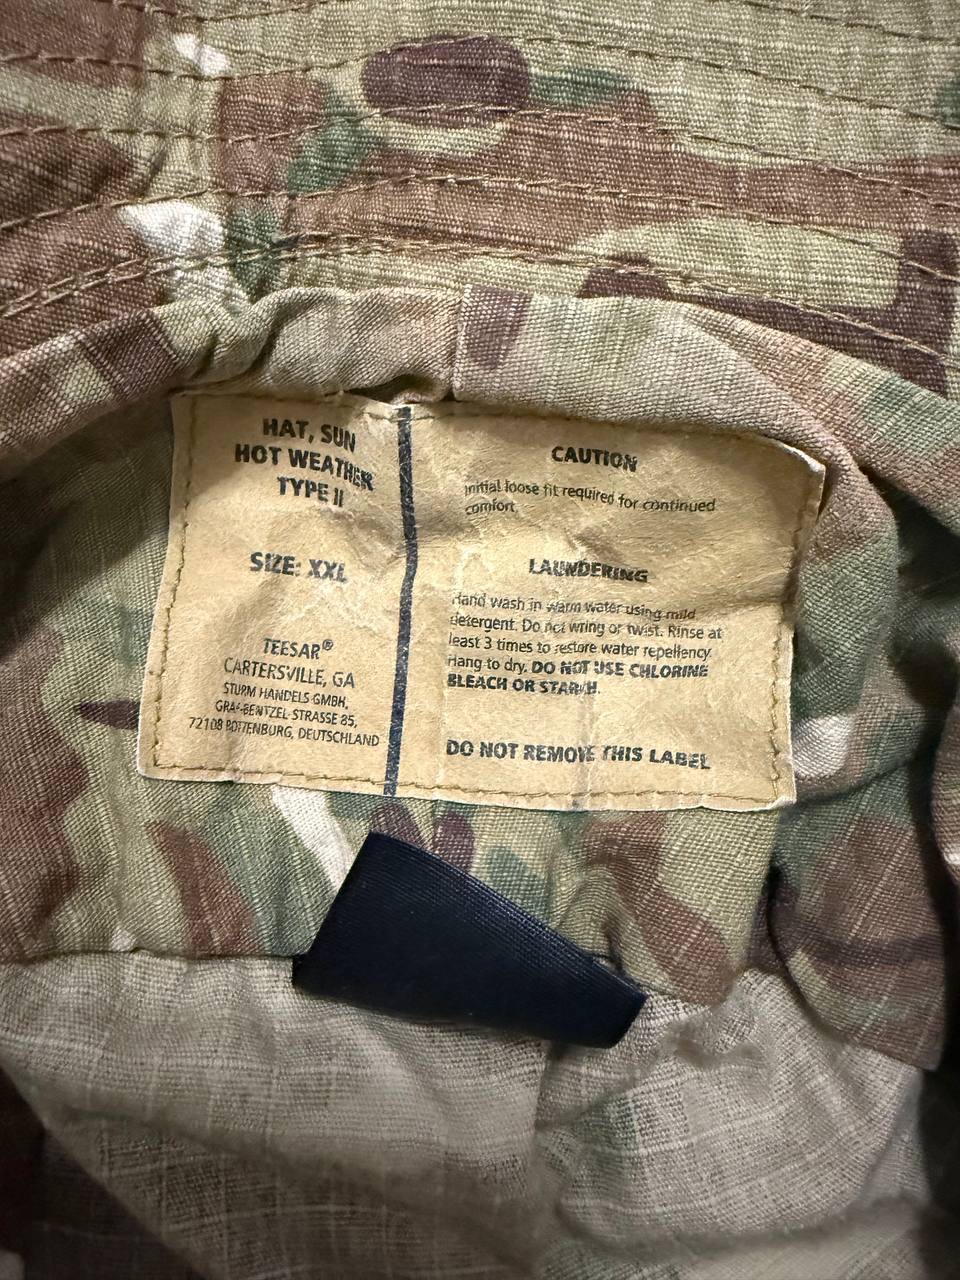 HAT, SUN
HOT WEATHER
TYPE II
SIZE: XXL
TEESAR®
CARTERSVILLE, GA
STURM HANDELS GMBH,
GRAF-BENTZEL-STRASSE 85,
72108 ROTTENBURG, DEUTSCHLAND
CAUTION
Initial loose fit required for continued
comfort
LAUNDERING
Hand wash in warm water using mild
detergent. Do not wring or twist. Rinse at
least 3 times to restore water repellency.
Hang to dry. DO NOT USE CHLORINE
BLEACH OR STARCH.
DO NOT REMOVE THIS LABEL